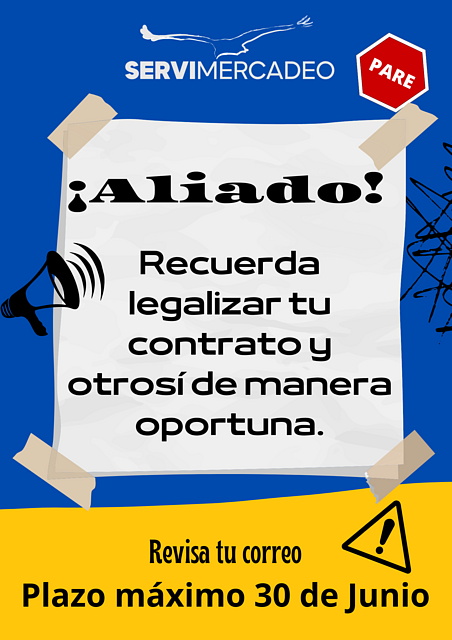 SERVIMERCADEO
PARE
¡Aliado!
Recuerda
legalizar tu
contrato y
otrosí de manera
oportuna.
Revisa tu correo
Plazo máximo 30 de Junio